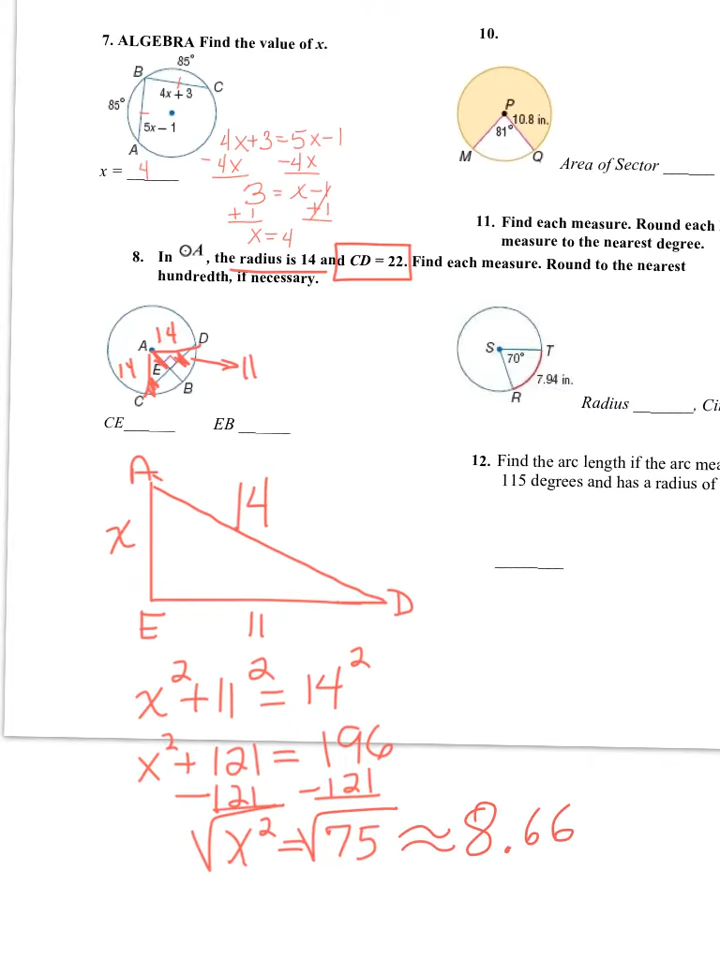 7. ALGEBRA Find the value of x.
85°
B
C
4x + 3
85°
5x – 1
A
x = 4
4x+3=5x-1
-4x -4x
3 = x-1
+1 +1
x=4
8. In ⊙A, the radius is 14 and CD = 22. Find each measure. Round to the nearest
hundredth, if necessary.
14
A
D
14
E
11
B
C
CE______ EB ______
A
14
x
E
11
D
x²+11²=14²
x²+121=196
-121 -121
√x²=√75≈8.66
10.
P
10.8 in.
81°
M
Q
Area of Sector ______
11. Find each measure. Round each
measure to the nearest degree.
S
T
70°
7.94 in.
R
Radius ______, Ci
12. Find the arc length if the arc mea
115 degrees and has a radius of